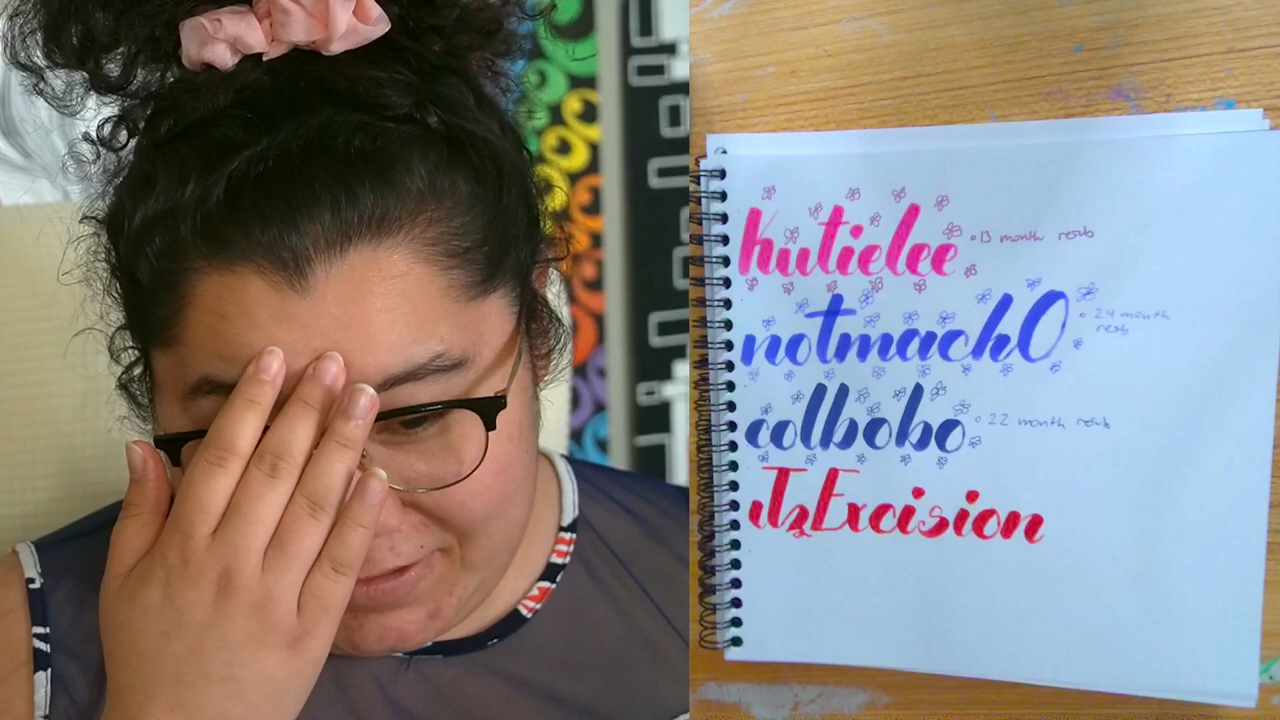 kutielee • 13 month resub
notmach0 • 24 month resub
colbobo • 22 month resub
itzExcision